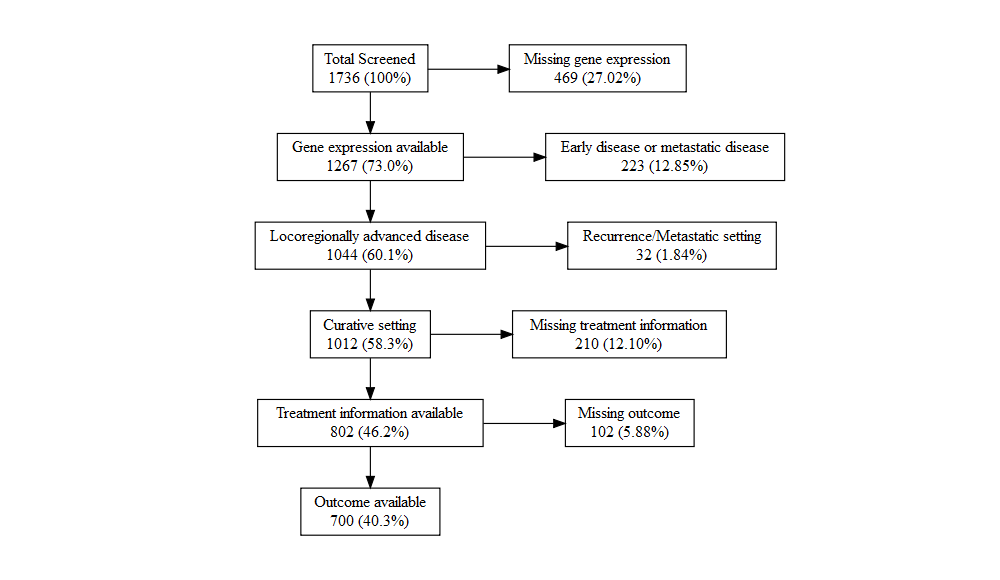 Total Screened
1736 (100%)
Missing gene expression
469 (27.02%)
Gene expression available
1267 (73.0%)
Early disease or metastatic disease
223 (12.85%)
Locoregionally advanced disease
1044 (60.1%)
Recurrence/Metastatic setting
32 (1.84%)
Curative setting
1012 (58.3%)
Missing treatment information
210 (12.10%)
Treatment information available
802 (46.2%)
Missing outcome
102 (5.88%)
Outcome available
700 (40.3%)